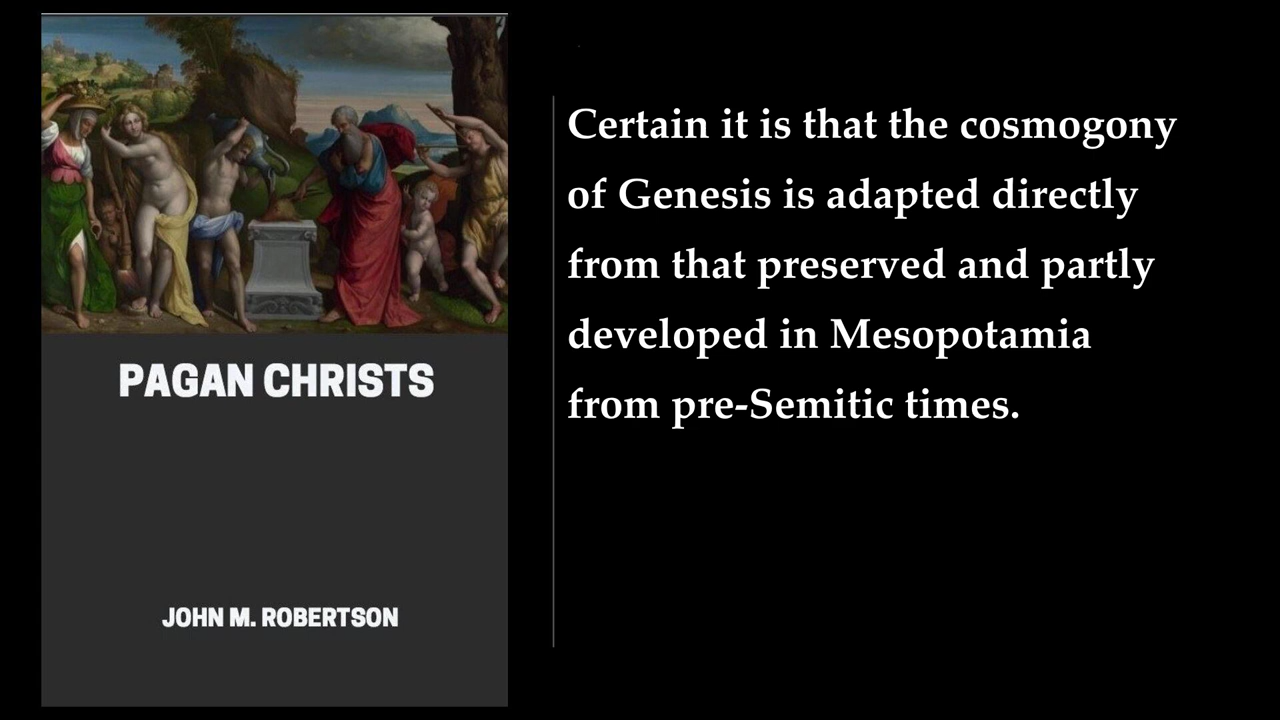 PAGAN CHRISTS
JOHN M. ROBERTSON
Certain it is that the cosmogony
of Genesis is adapted directly
from that preserved and partly
developed in Mesopotamia
from pre-Semitic times.